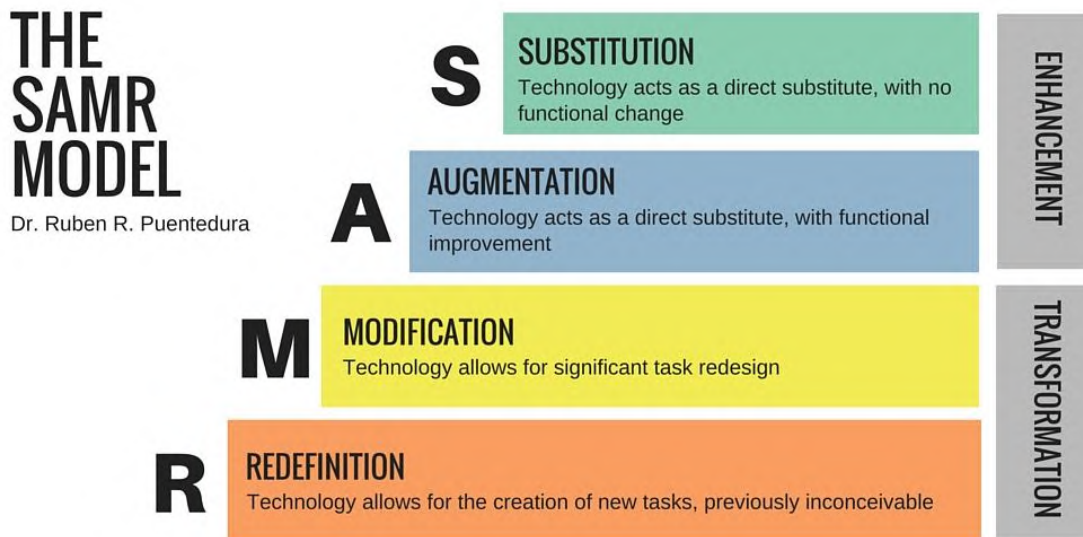 THE
SAMR
MODEL
Dr. Ruben R. Puentedura
S
SUBSTITUTION
Technology acts as a direct substitute, with no
functional change
A
AUGMENTATION
Technology acts as a direct substitute, with functional
improvement
ENHANCEMENT
M
MODIFICATION
Technology allows for significant task redesign
R
REDEFINITION
Technology allows for the creation of new tasks, previously inconceivable
TRANSFORMATION